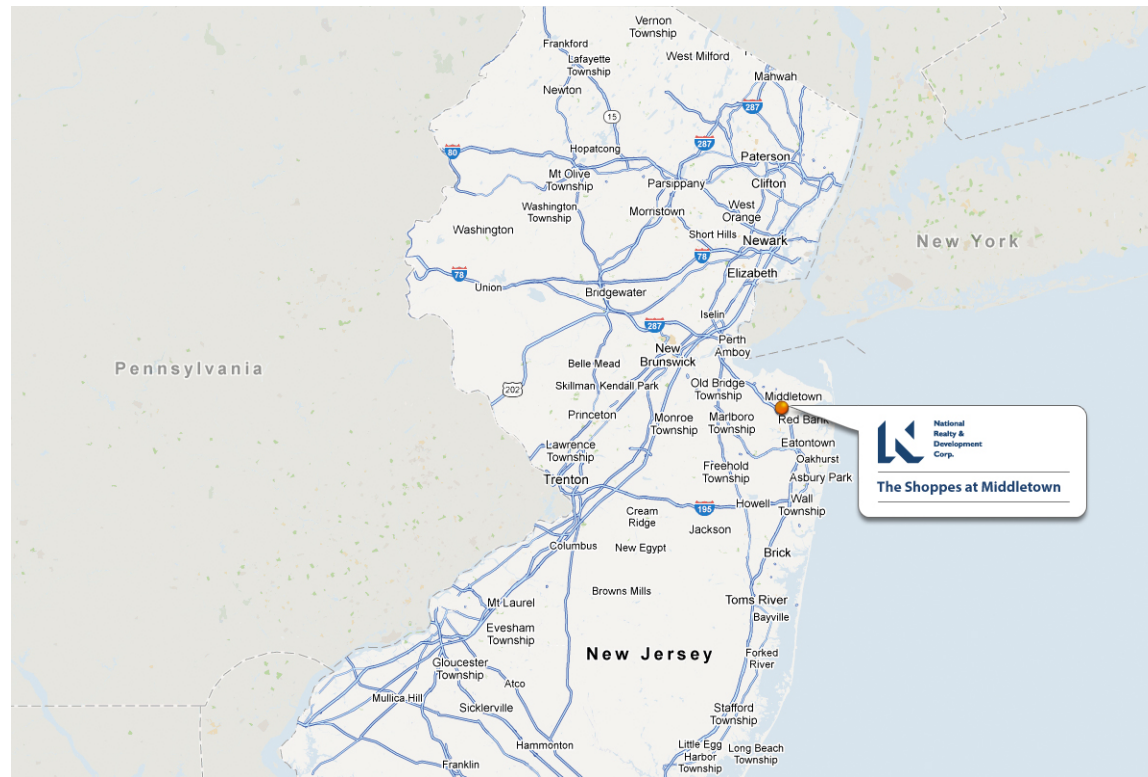 Vernon
Township
Frankford
Lafayette
Township
West Milford
Mahwah
Newton
287
15
80
287
Hopatcong
Paterson
Mt Olive
Township
Parsippany
Clifton
Washington
Township
Morristown
West
Orange
Washington
Short Hills
Newark
New York
78
78
Elizabeth
Union
Bridgewater
Iselin
287
Perth
Amboy
New
Brunswick
Pennsylvania
Belle Mead
202
Skillman
Kendall Park
Old Bridge
Township
Middletown
Princeton
Monroe
Township
Marlboro
Township
Red Bank
National
Realty &
Development
Corp.
The Shoppes at Middletown
Lawrence
Township
Eatontown
Oakhurst
Trenton
Freehold
Township
Asbury Park
195
Howell
Wall
Township
Cream
Ridge
Jackson
Columbus
New Egypt
Brick
Browns Mills
Toms River
Mt Laurel
Bayville
Evesham
Township
New Jersey
Forked
River
Gloucester
Township
Atco
Mullica Hill
Sicklerville
Stafford
Township
Hammonton
Little Egg
Harbor
Township
Long Beach
Township
Franklin